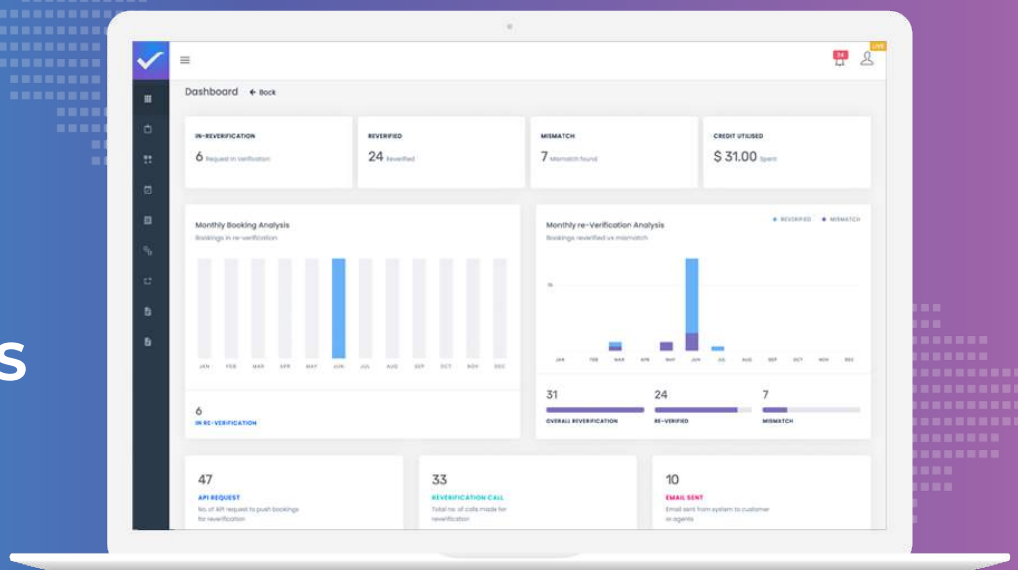 LIVE
34
Dashboard ← Back
IN-REVERIFICATION
6 Request in verification
REVERIFIED
24 Reverified
MISMATCH
7 Mismatch found
CREDIT UTILISED
$ 31.00 Spent
Monthly Booking Analysis
Bookings in re-verification
JAN FEB MAR APR MAY JUN JUL AUG SEP OCT NOV DEC
6
IN RE-VERIFICATION
Monthly re-Verification Analysis
REVERIFIED MISMATCH
Bookings reverified vs mismatch
JAN FEB MAR APR MAY JUN JUL AUG SEP OCT NOV DEC
31 24 7
OVERALL REVERIFICATION RE-VERIFIED MISMATCH
S
47
API REQUEST
No. of API request to push bookings
for reverification
33
REVERIFICATION CALL
Total no. of calls made for
reverification
10
EMAIL SENT
Email sent from system to customer
or agents